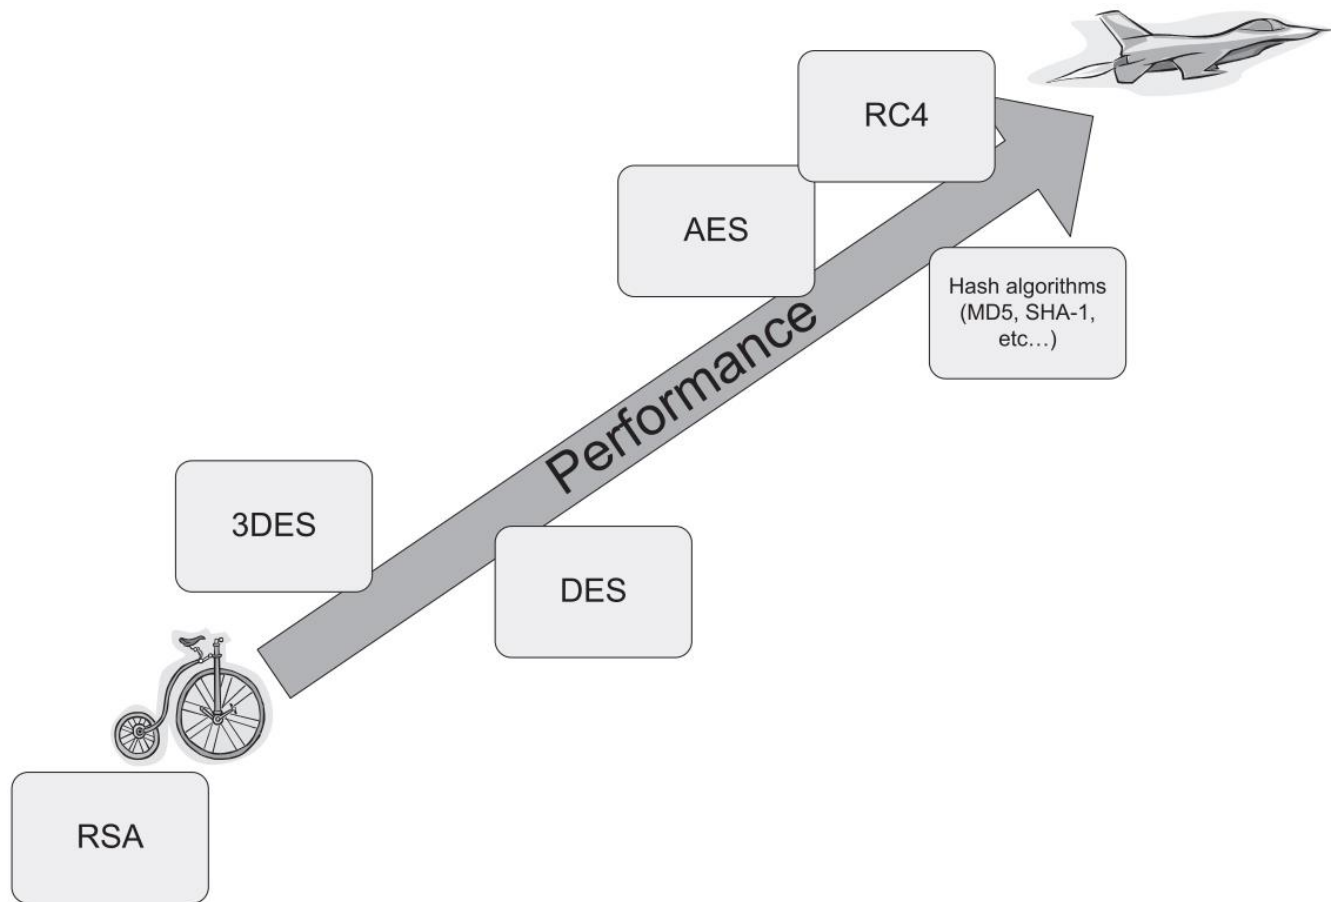 RC4
AES
Hash algorithms
(MD5, SHA-1,
etc...)
Performance
3DES
DES
RSA